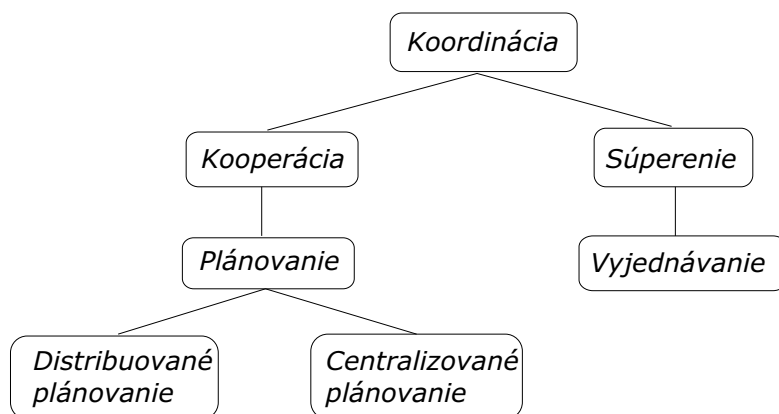 Koordinácia
Kooperácia
Súperenie
Plánovanie
Vyjednávanie
Distribuované
plánovanie
Centralizované
plánovanie